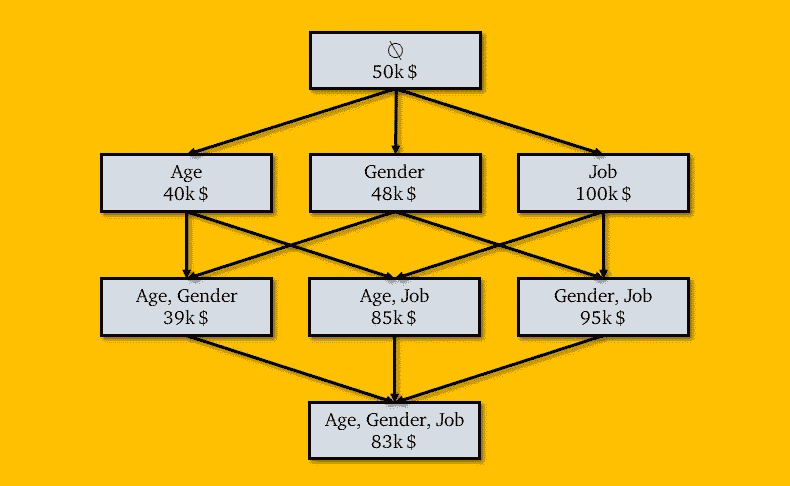 ∅
50k $
Age
40k $
Gender
48k $
Job
100k $
Age, Gender
39k $
Age, Job
85k $
Gender, Job
95k $
Age, Gender, Job
83k $